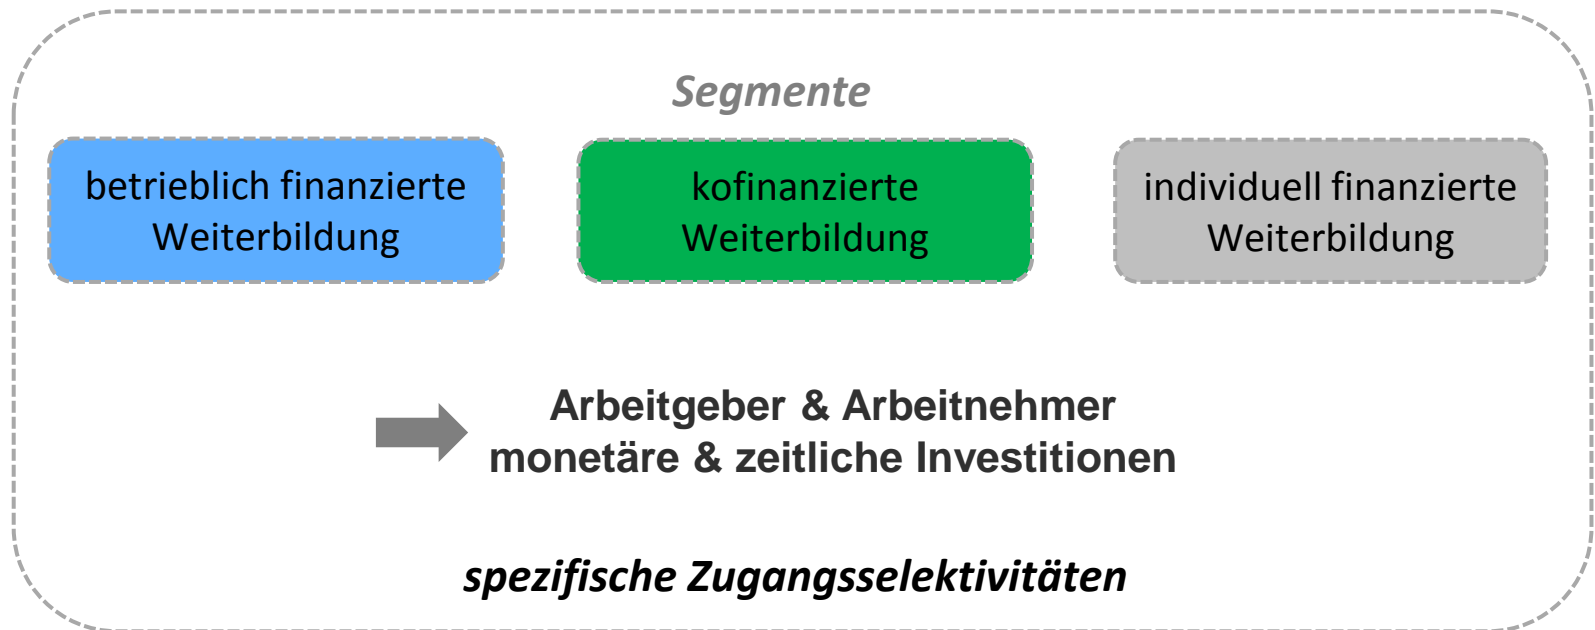 Segmente
betrieblich finanzierte
Weiterbildung
kofinanzierte
Weiterbildung
individuell finanzierte
Weiterbildung
Arbeitgeber & Arbeitnehmer
monetäre & zeitliche Investitionen
spezifische Zugangsselektivitäten